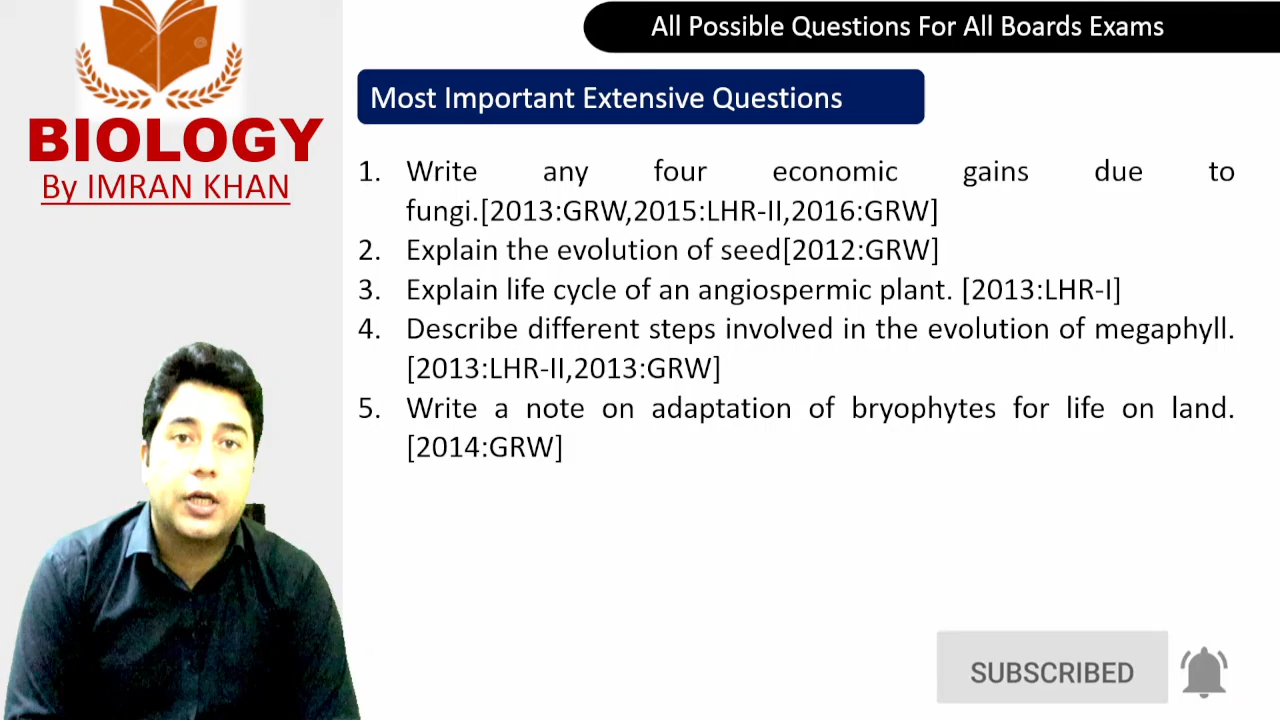 All Possible Questions For All Boards Exams
BIOLOGY
By IMRAN KHAN
Most Important Extensive Questions
1. Write any four economic gains due to
fungi.[2013:GRW,2015:LHR-II,2016:GRW]
2. Explain the evolution of seed[2012:GRW]
3. Explain life cycle of an angiospermic plant. [2013:LHR-I]
4. Describe different steps involved in the evolution of megaphyll.
[2013:LHR-II,2013:GRW]
5. Write a note on adaptation of bryophytes for life on land.
[2014:GRW]
SUBSCRIBED